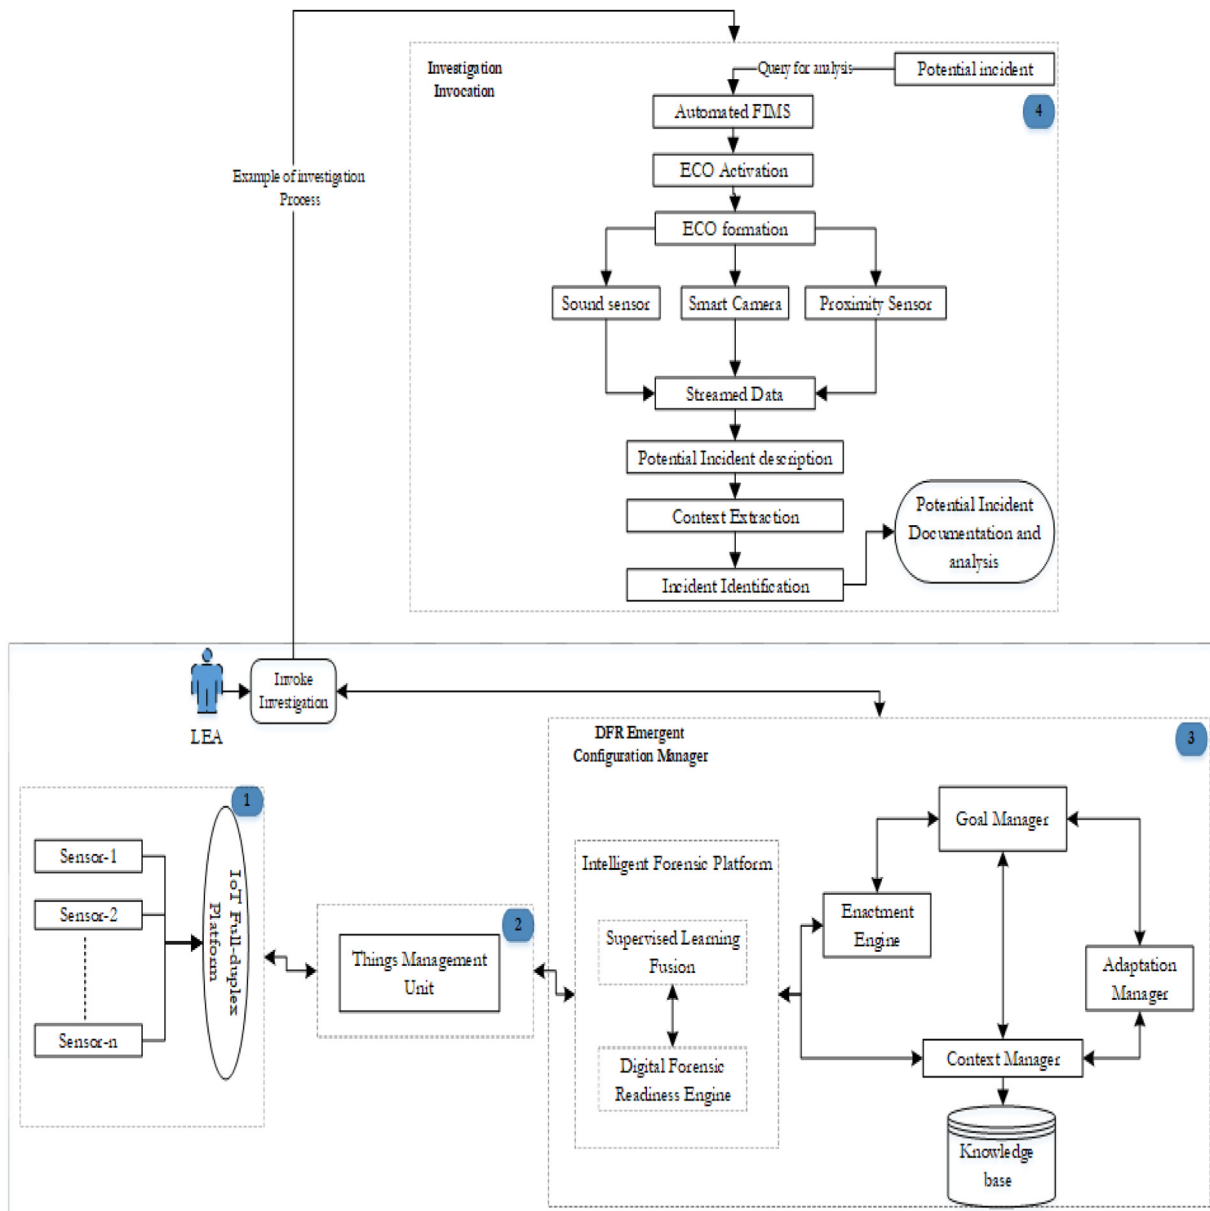 Investigation
Invocation
Query for analysis
Potential incident
4
Automated FIMS
ECO Activation
Example of investigation
Process
ECO formation
Sound sensor
Smart Camera
Proximity Sensor
Streamed Data
Potential Incident description
Context Extraction
Potential Incident
Documentation and
analysis
Incident Identification
Invoke
Investigation
LEA
DFR Emergent
Configuration Manager
3
1
Sensor-1
Sensor-2
Sensor-n
IoT Full-duplex
Platform
2
Things Management
Unit
Intelligent Forensic Platform
Supervised Learning
Fusion
Digital Forensic
Readiness Engine
Goal Manager
Enactment
Engine
Adaptation
Manager
Context Manager
Knowledge
base